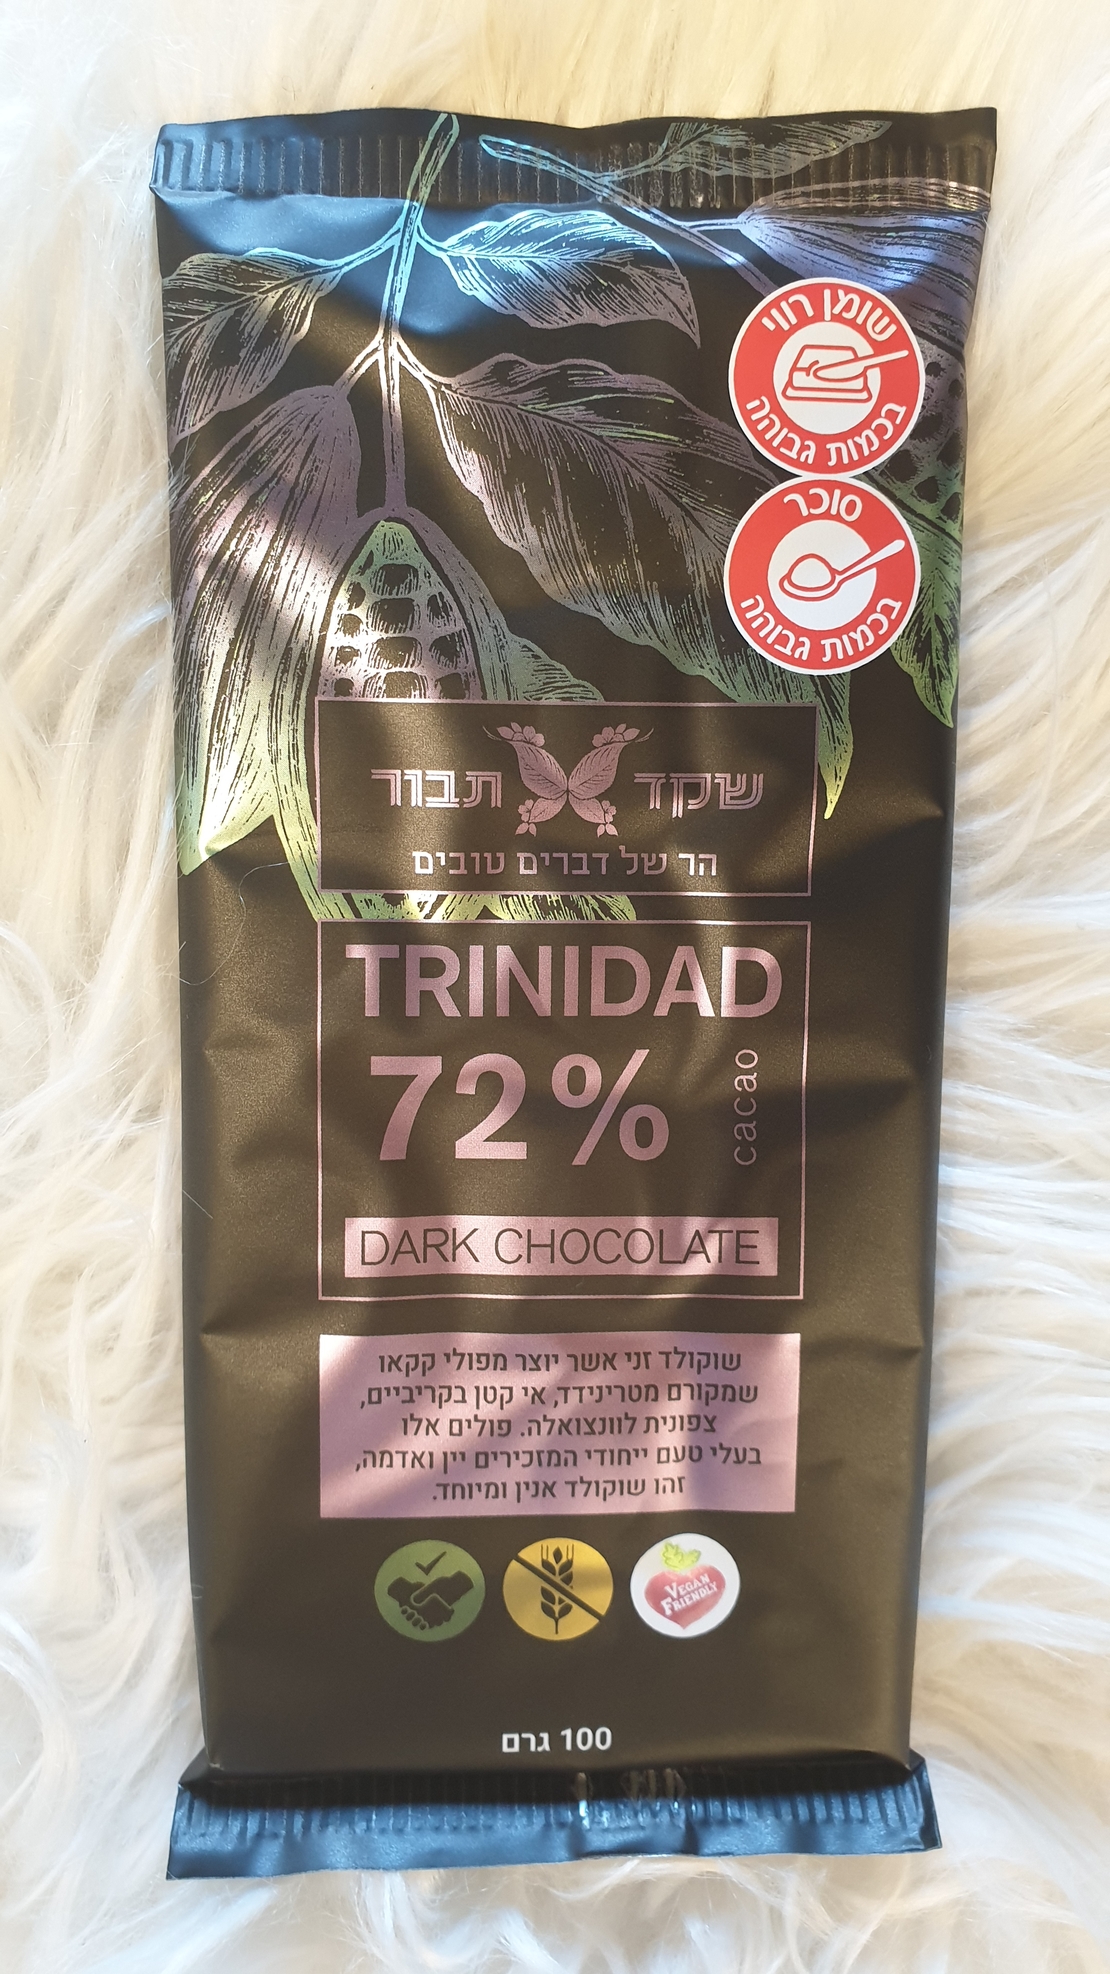 שומן רווי
בכמות גבוהה
סוכר
בכמות גבוהה
שקד תבור
הר של דברים טובים
TRINIDAD
72%
cacao
DARK CHOCOLATE
שוקולד זני אשר יוצר מפולי קקאו
שמקורם מטרינידד, אי קטן בקריביים,
צפונית לוונצואלה. פולים אלו
בעלי טעם ייחודי המזכירים יין ואדמה,
זהו שוקולד אנין ומיוחד.
VEGAN
FRIENDLY
100 גרם